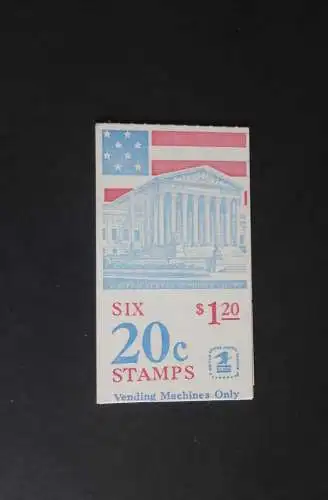 SIX $1.20
20c
STAMPS
Vending Machines Only